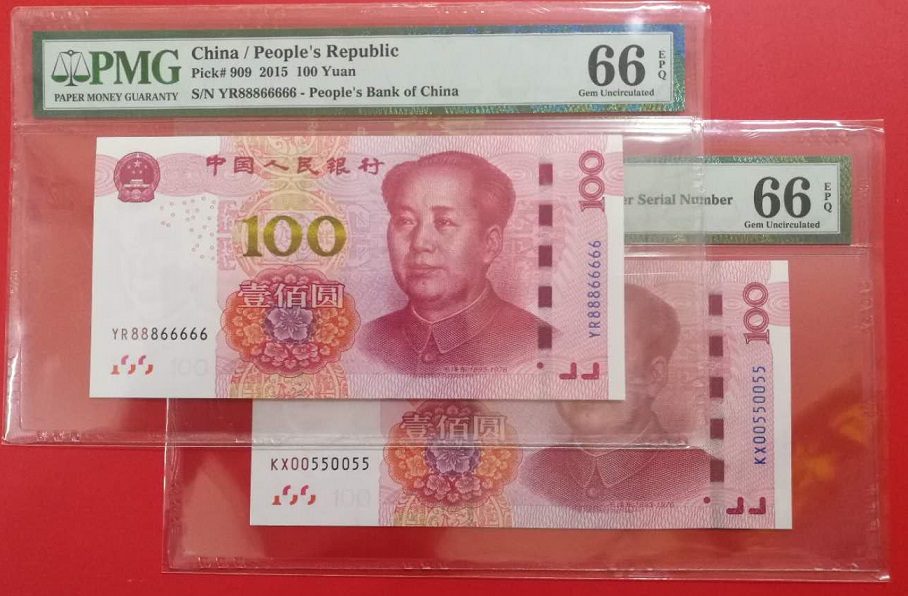 PMG
PAPER MONEY GUARANTY
China / People's Republic
Pick# 909 2015 100 Yuan
S/N YR88866666 - People's Bank of China
66
EPQ
Gem Uncirculated
中国人民银行
100
100
壹佰圆
YR88866666
YR88866666
100
er Serial Number
66
EPQ
Gem Uncirculated
100
壹佰圆
KX00550055
KX00550055
100